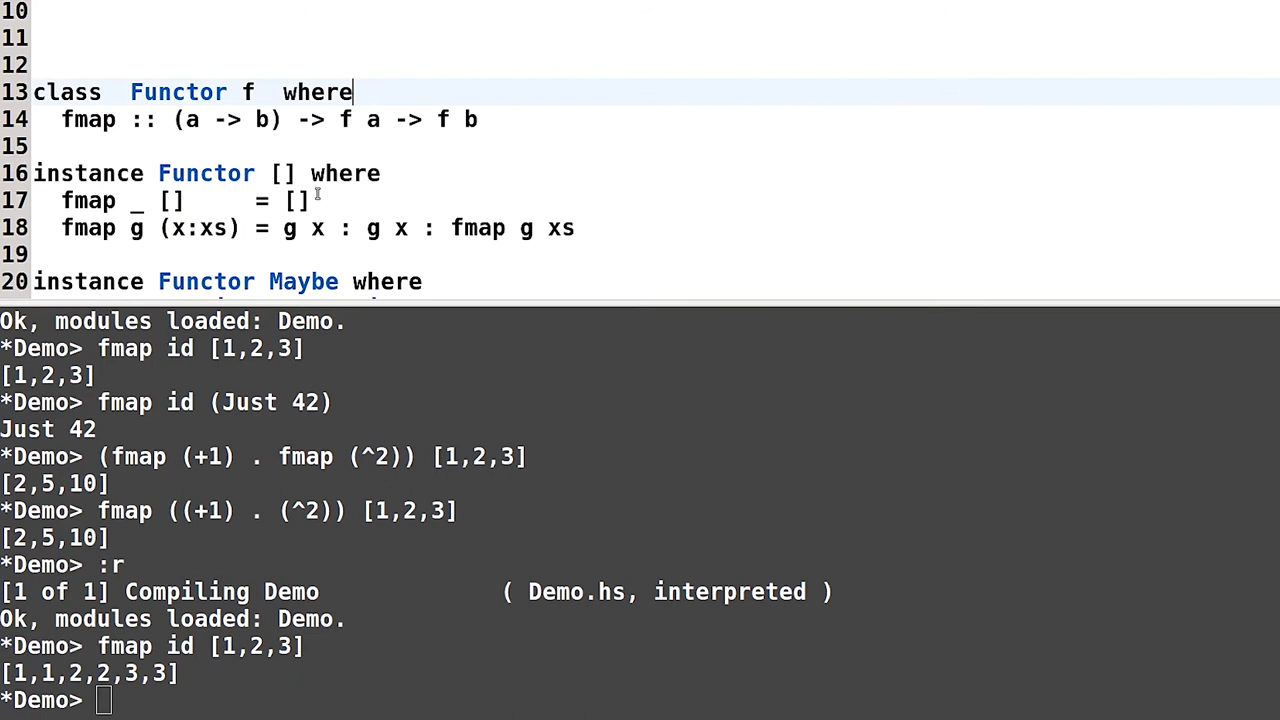 10
11
12
13 class  Functor f  where
14   fmap :: (a -> b) -> f a -> f b
15
16 instance Functor [] where
17   fmap _ []     = []
18   fmap g (x:xs) = g x : g x : fmap g xs
19
20 instance Functor Maybe where
Ok, modules loaded: Demo.
*Demo> fmap id [1,2,3]
[1,2,3]
*Demo> fmap id (Just 42)
Just 42
*Demo> (fmap (+1) . fmap (^2)) [1,2,3]
[2,5,10]
*Demo> fmap ((+1) . (^2)) [1,2,3]
[2,5,10]
*Demo> :r
[1 of 1] Compiling Demo             ( Demo.hs, interpreted )
Ok, modules loaded: Demo.
*Demo> fmap id [1,2,3]
[1,1,2,2,3,3]
*Demo>